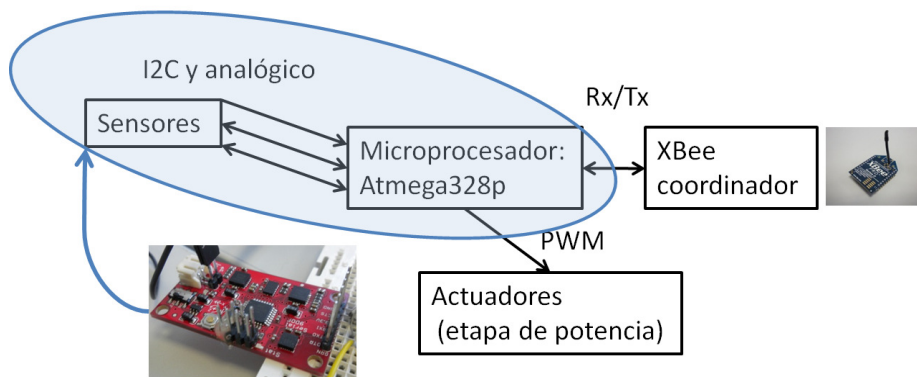 I2C y analógico
Sensores
Rx/Tx
Microprocesador:
Atmega328p
XBee
coordinador
PWM
Actuadores
(etapa de potencia)